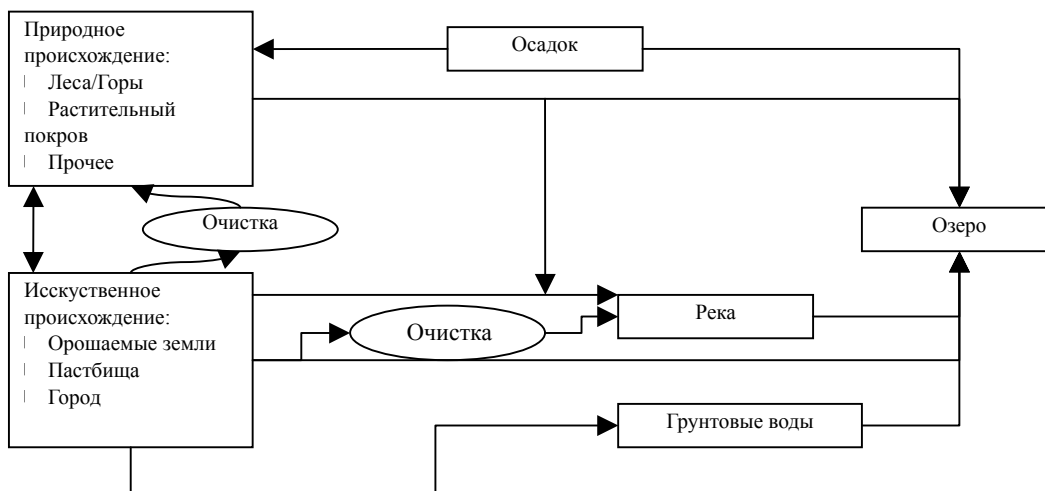 Природное
происхождение:
Леса/Горы
Растительный
покров
Прочее
Осадок
Очистка
Озеро
Исскуственное
происхождение:
Орошаемые земли
Пастбища
Город
Очистка
Река
Грунтовые воды